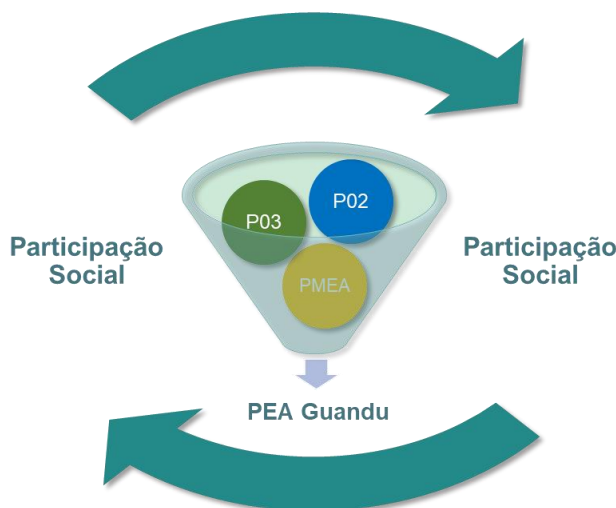 P02
P03
Participação
Social
Participação
Social
PMEA
PEA Guandu